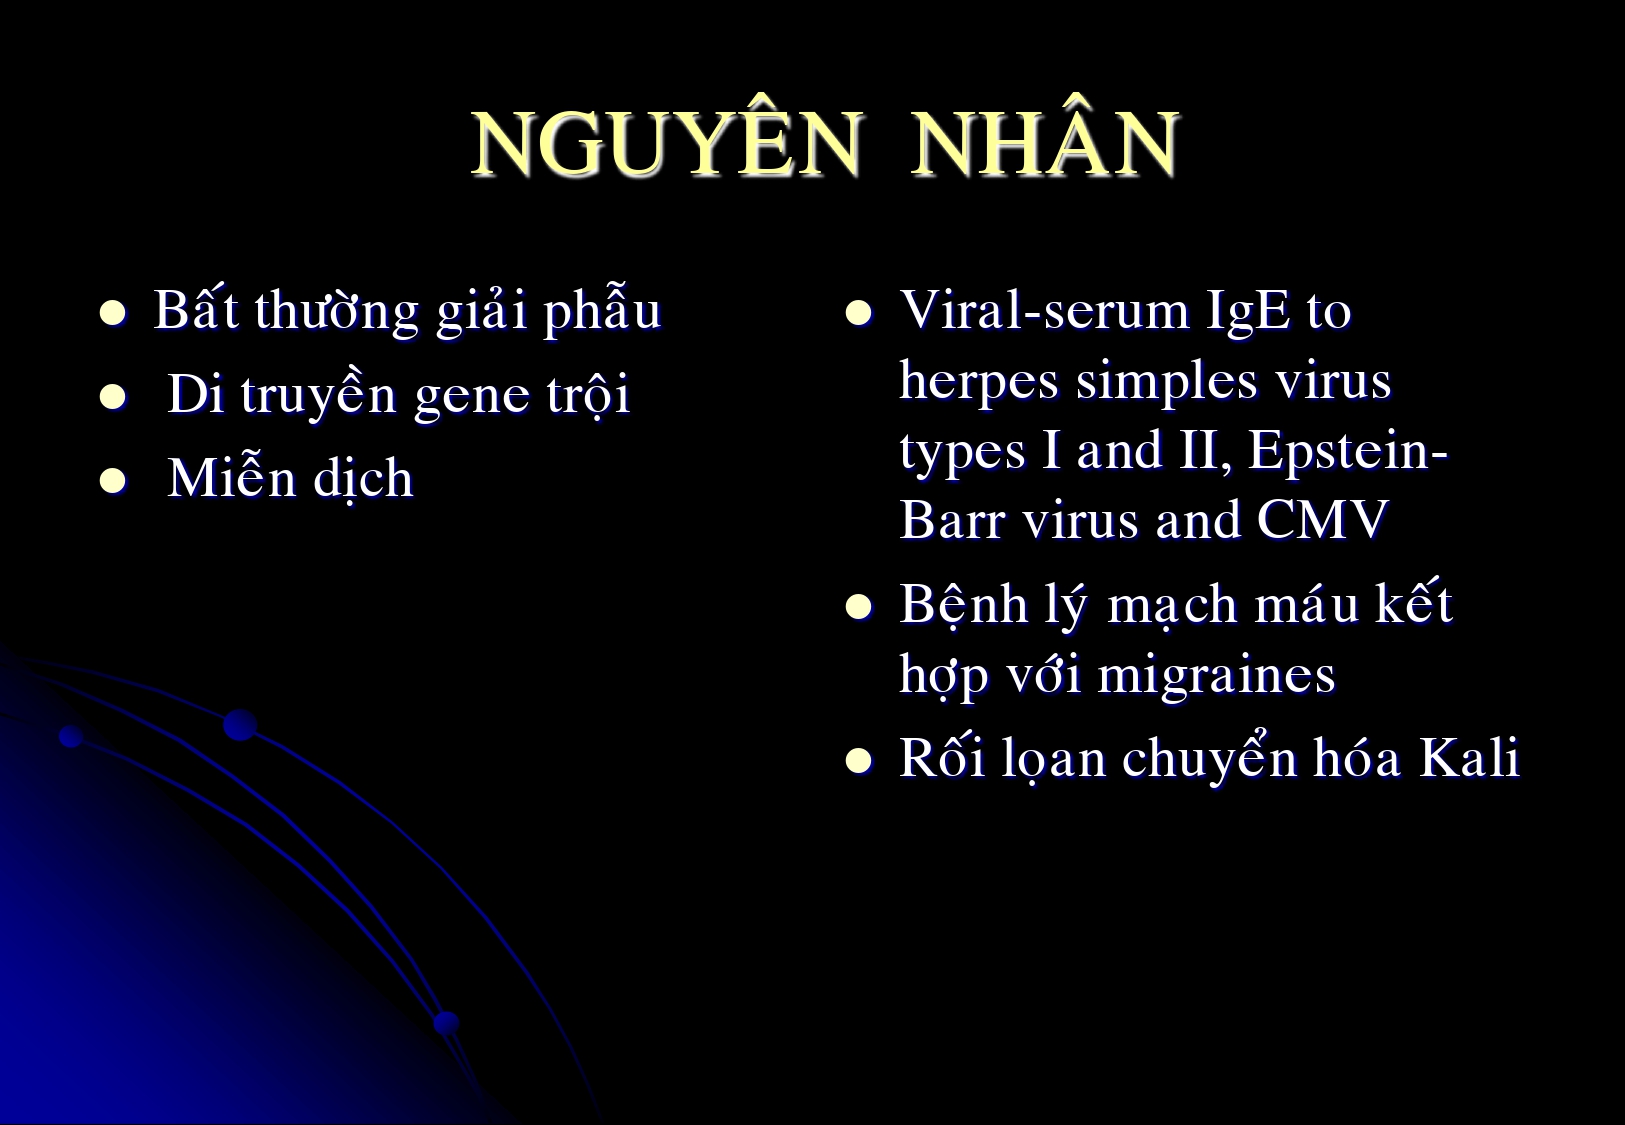 NGUYÊN NHÂN
Bất thường giải phẫu
Di truyền gene trội
Miễn dịch
Viral-serum IgE to
herpes simples virus
types I and II, Epstein-
Barr virus and CMV
Bệnh lý mạch máu kết
hợp với migraines
Rối lọan chuyển hóa Kali